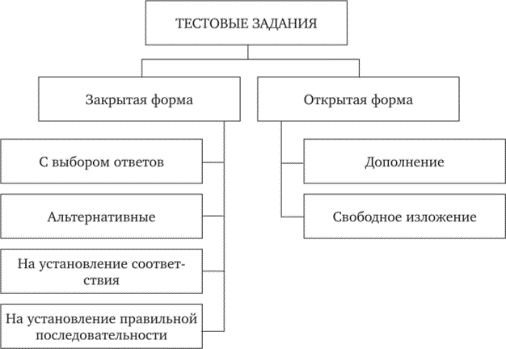 ТЕСТОВЫЕ ЗАДАНИЯ
Закрытая форма
Открытая форма
С выбором ответов
Дополнение
Альтернативные
Свободное изложение
На установление соответ-
ствия
На установление правильной
последовательности